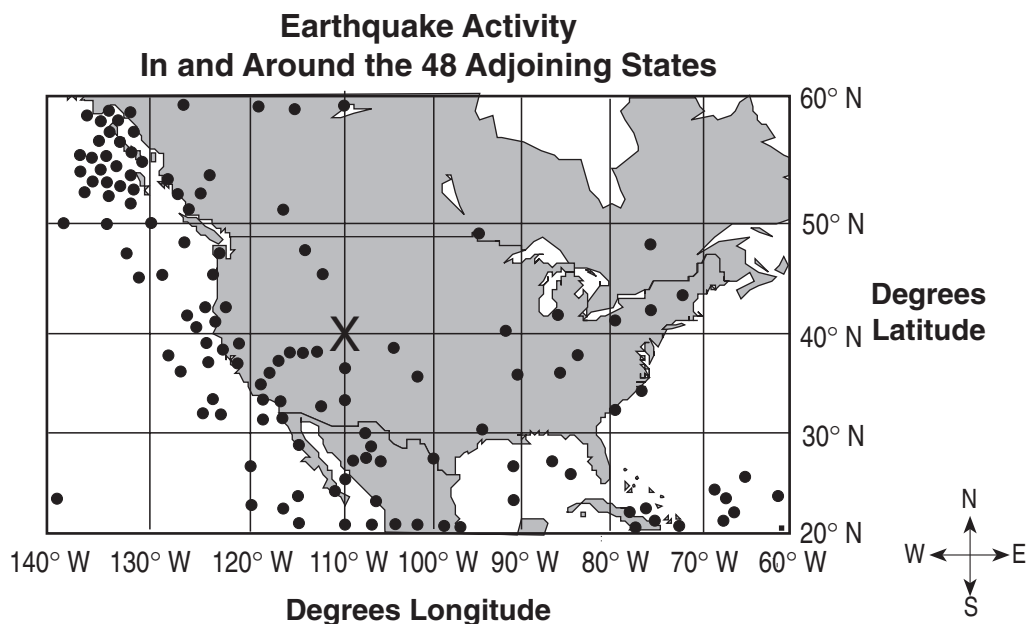 Earthquake Activity
In and Around the 48 Adjoining States
60° N
50° N
Degrees
Latitude
X
40° N
30° N
20° N
140° W 130° W 120° W 110° W 100° W 90° W 80° W 70° W 60° W
Degrees Longitude
N
W E
S